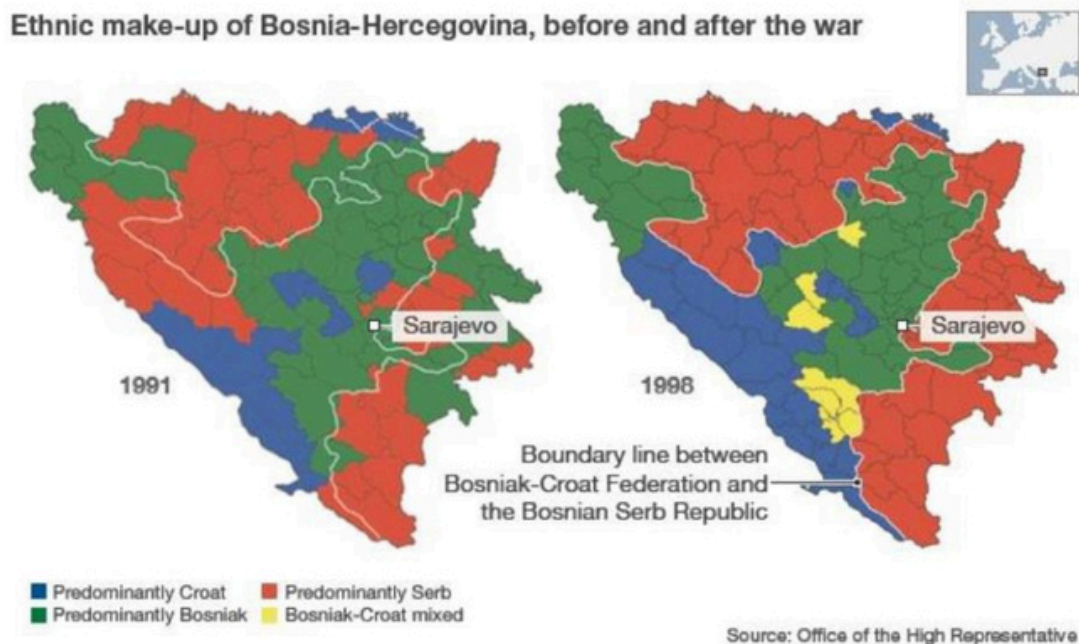 Ethnic make-up of Bosnia-Hercegovina, before and after the war
Sarajevo
1991
Sarajevo
1998
Boundary line between
Bosniak-Croat Federation and
the Bosnian Serb Republic
Predominantly Croat
Predominantly Serb
Predominantly Bosniak
Bosniak-Croat mixed
Source: Office of the High Representative